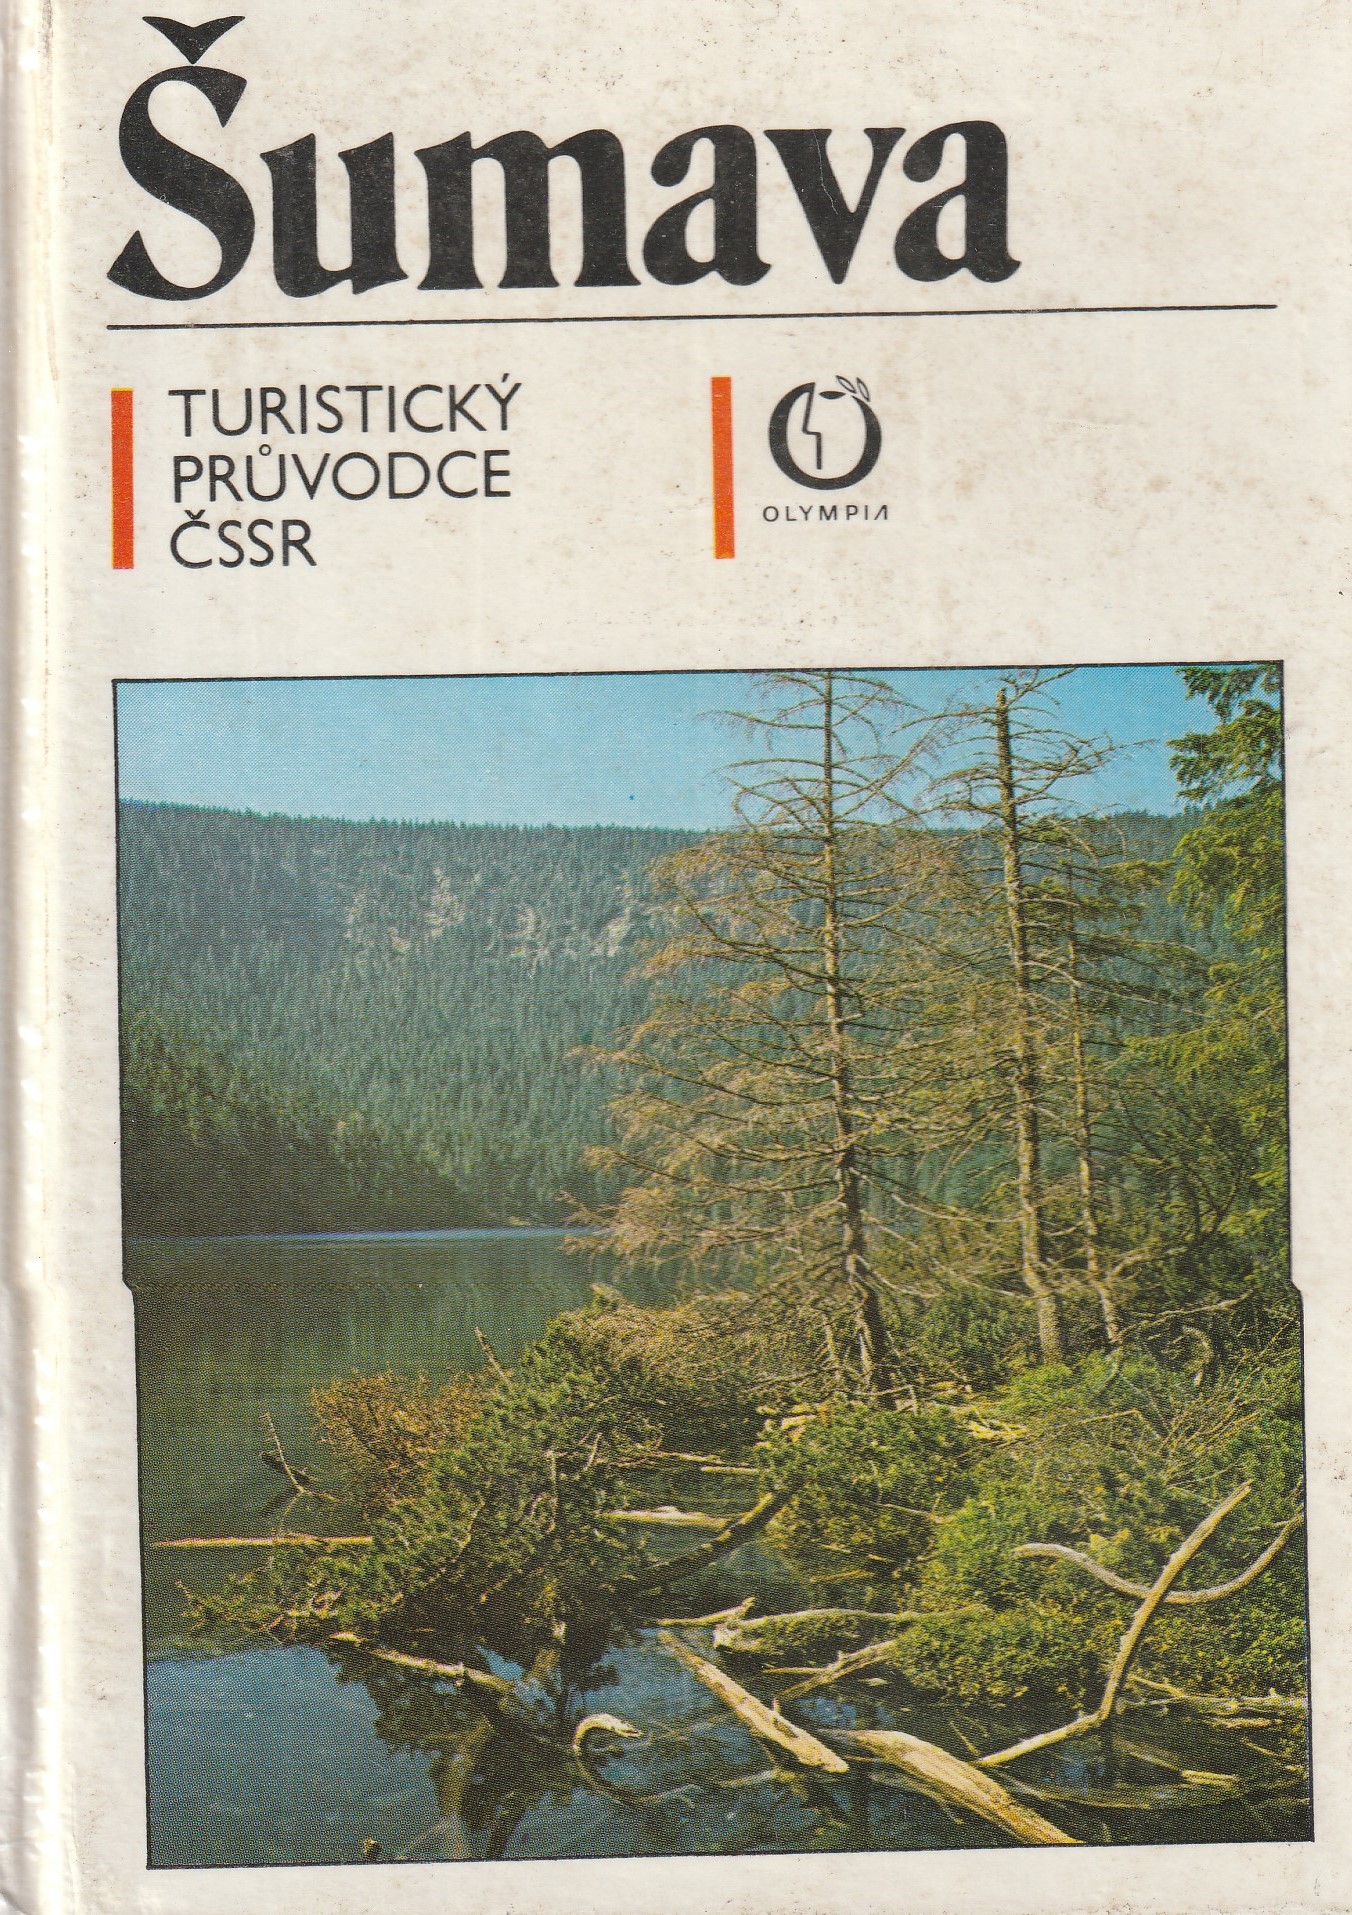 Šumava
TURISTICKÝ
PRŮVODCE
ČSSR
OLYMPIA